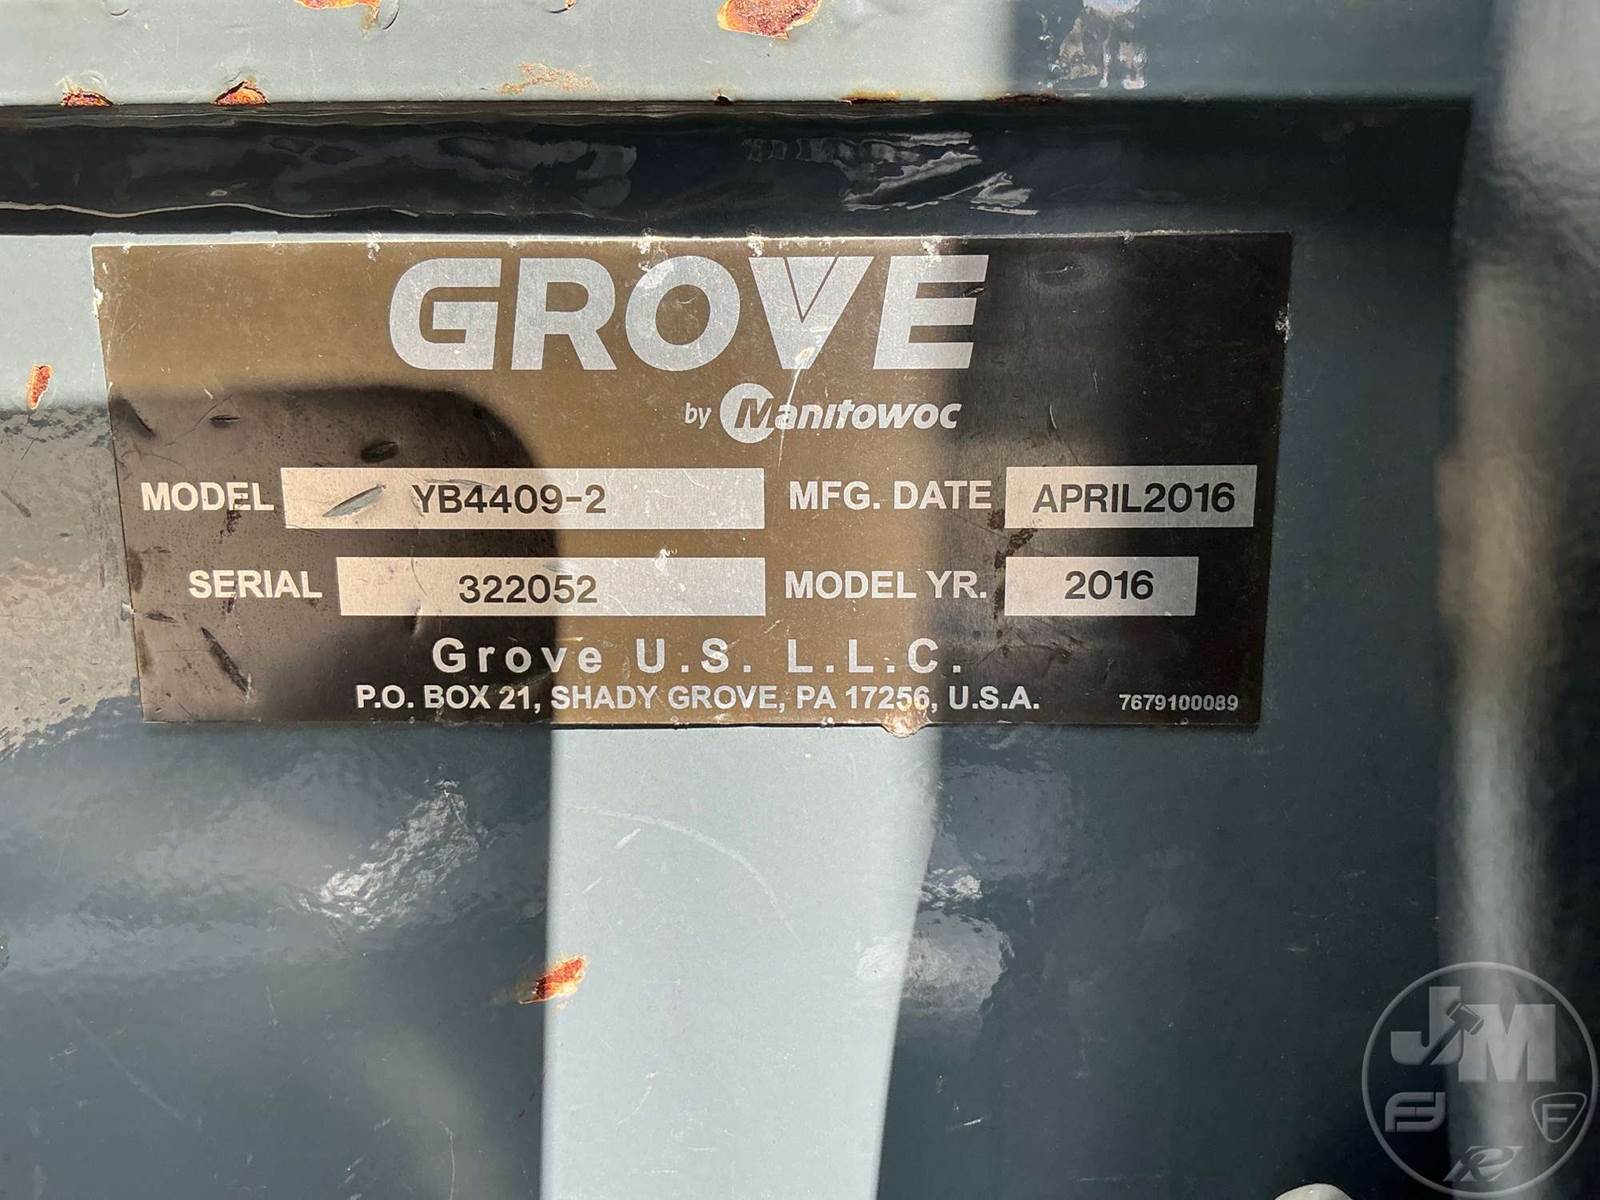 GROVE
by Manitowoc
MODEL YB4409-2 MFG. DATE APRIL2016
SERIAL 322052 MODEL YR. 2016
Grove U.S. L.L.C.
P.O. BOX 21, SHADY GROVE, PA 17256, U.S.A. 7679100089
JM
F